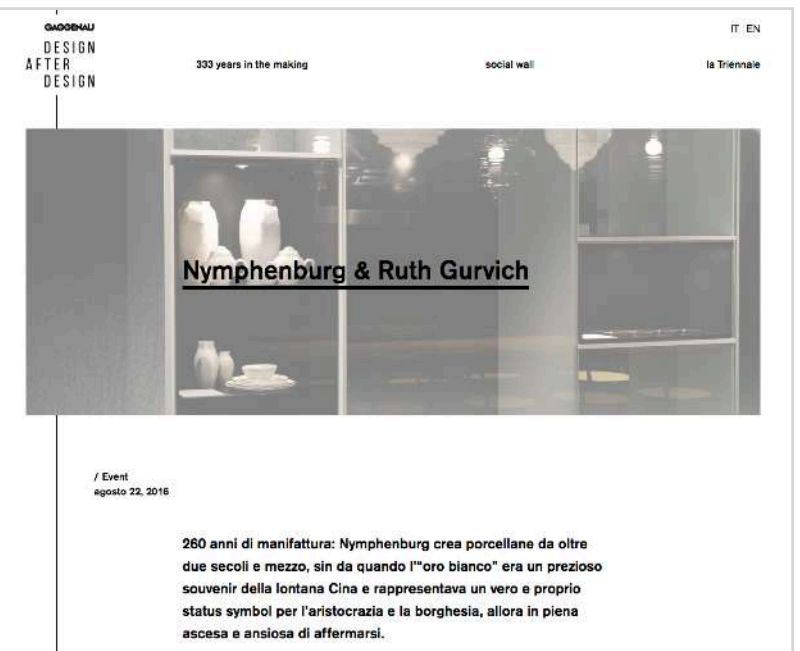 GAGGENAU
IT EN
DESIGN
AFTER
DESIGN
333 years in the making
social wall
la Triennale
Nymphenburg & Ruth Gurvich
/ Event
agosto 22, 2016
260 anni di manifattura: Nymphenburg crea porcellane da oltre
due secoli e mezzo, sin da quando l'"oro bianco" era un prezioso
souvenir della lontana Cina e rappresentava un vero e proprio
status symbol per l'aristocrazia e la borghesia, allora in piena
ascesa e ansiosa di affermarsi.